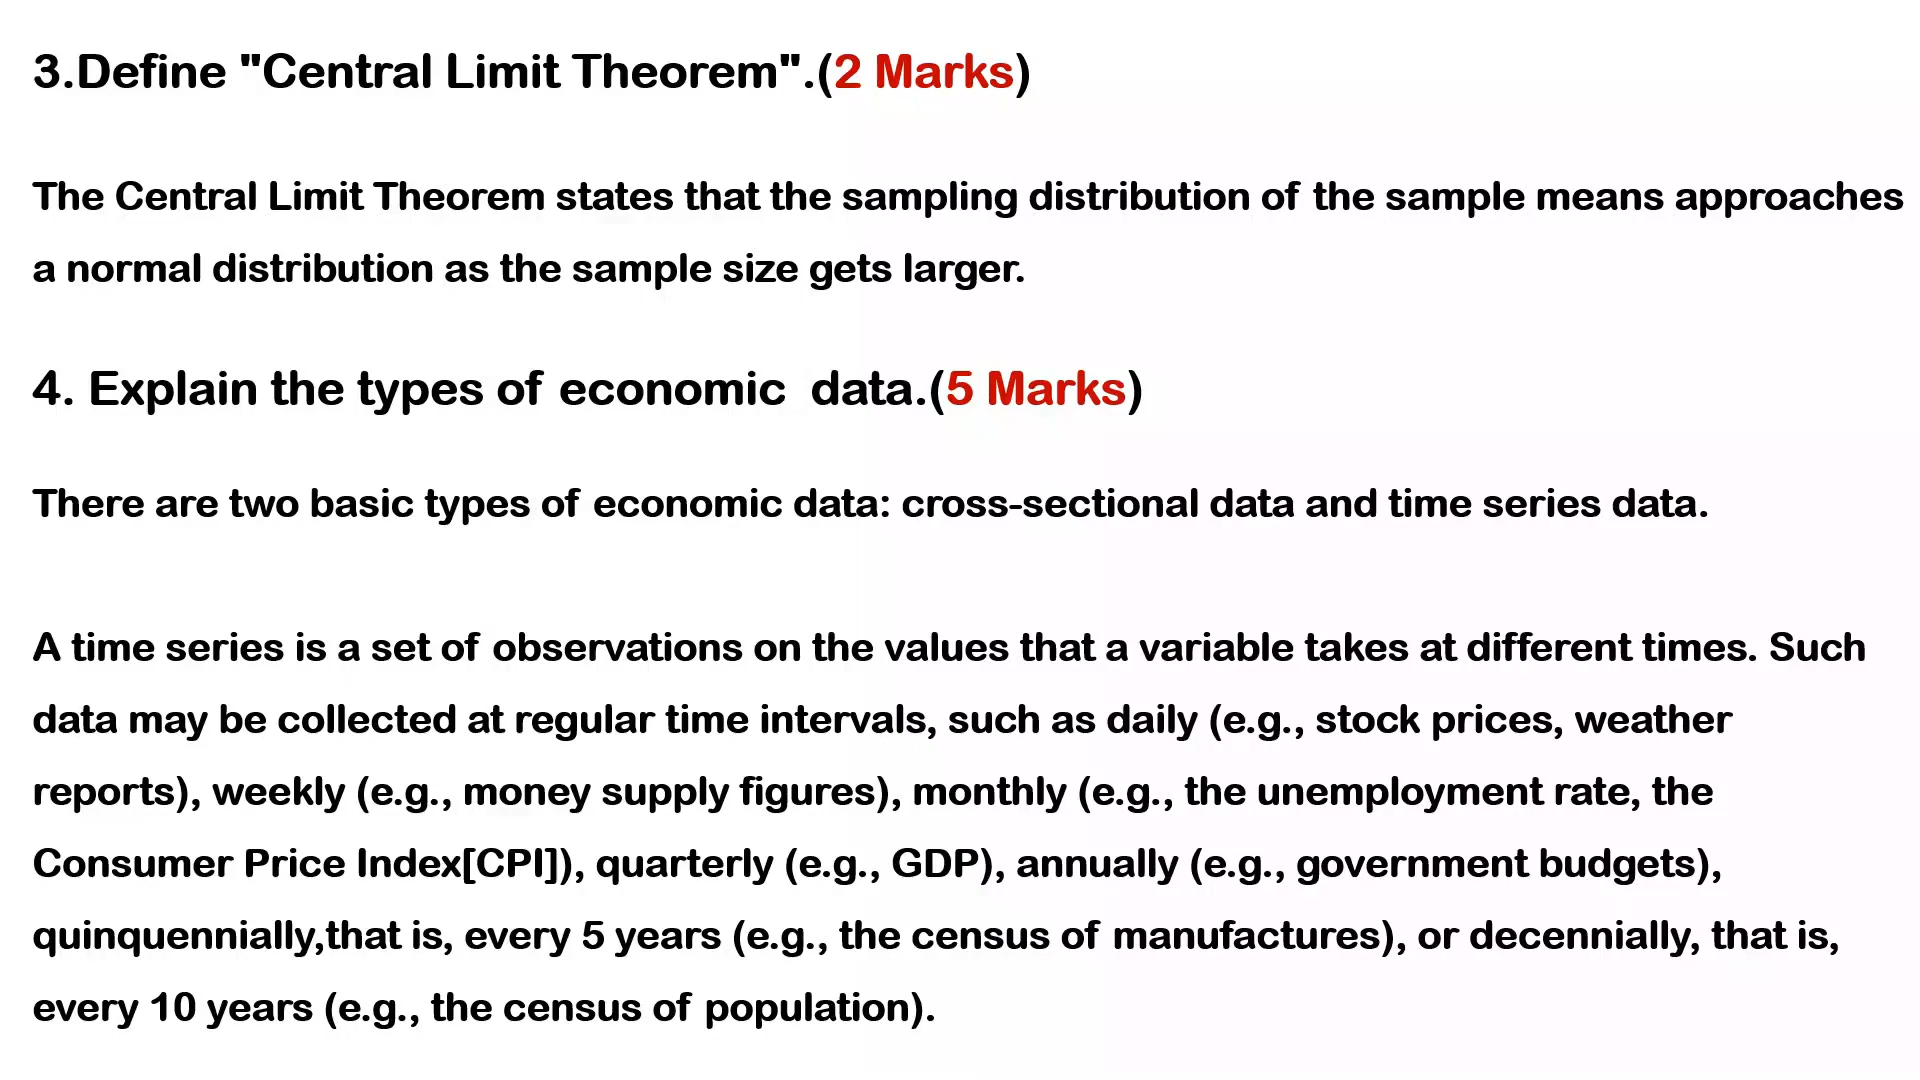 3.Define "Central Limit Theorem".(2 Marks)
The Central Limit Theorem states that the sampling distribution of the sample means approaches
a normal distribution as the sample size gets larger.
4. Explain the types of economic  data.(5 Marks)
There are two basic types of economic data: cross-sectional data and time series data.
A time series is a set of observations on the values that a variable takes at different times. Such
data may be collected at regular time intervals, such as daily (e.g., stock prices, weather
reports), weekly (e.g., money supply figures), monthly (e.g., the unemployment rate, the
Consumer Price Index[CPI]), quarterly (e.g., GDP), annually (e.g., government budgets),
quinquennially,that is, every 5 years (e.g., the census of manufactures), or decennially, that is,
every 10 years (e.g., the census of population).